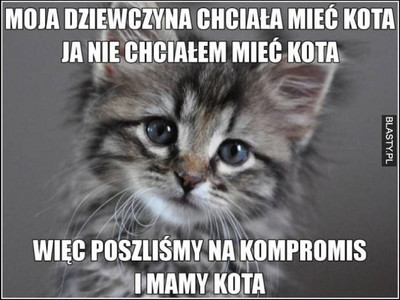 MOJA DZIEWCZYNA CHCIAŁA MIEĆ KOTA
JA NIE CHCIAŁEM MIEĆ KOTA
BLASTY.PL
WIĘC POSZLIŚMY NA KOMPROMIS
I MAMY KOTA